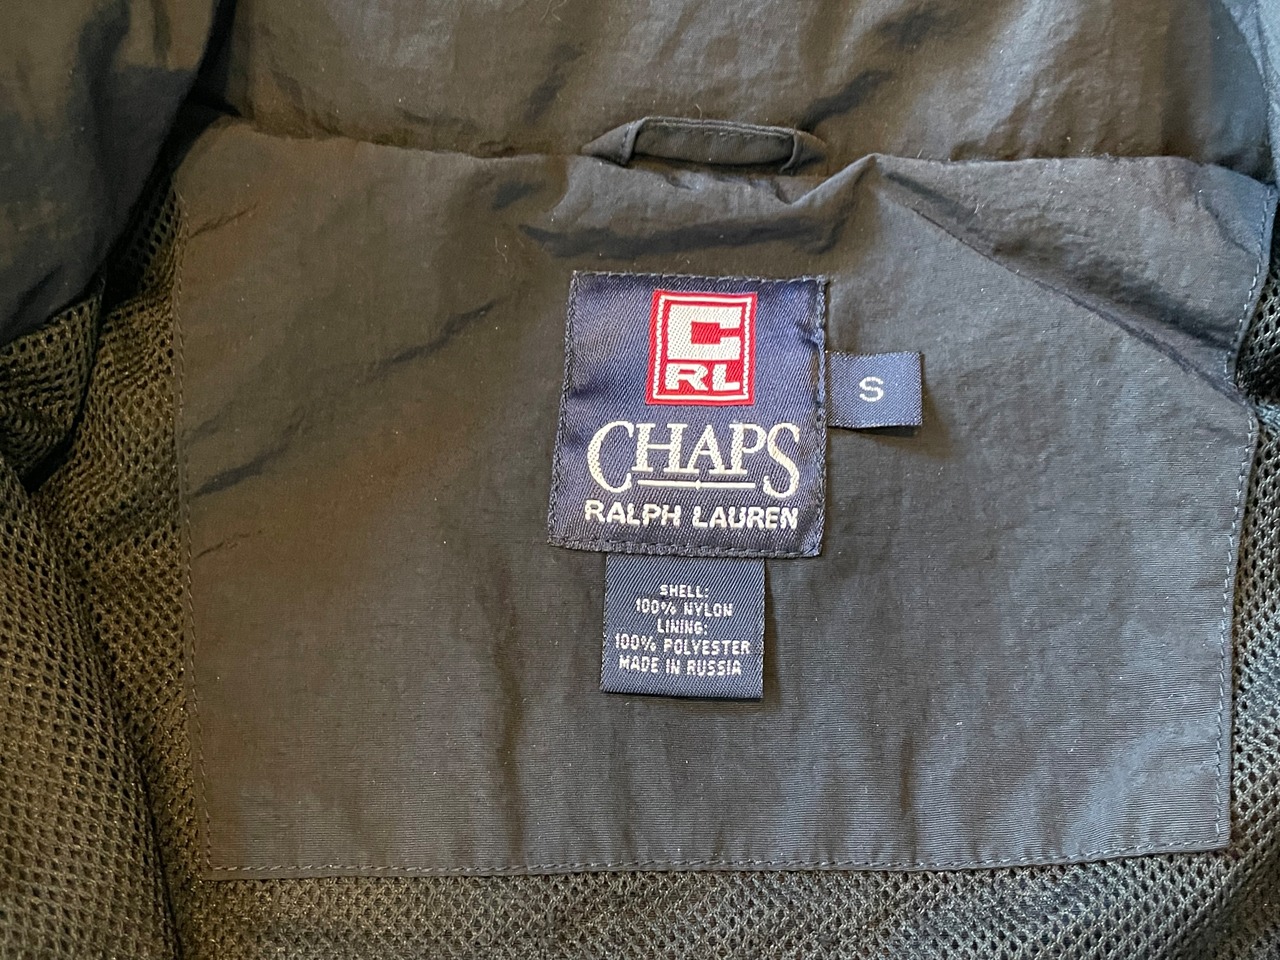 C
RL
CHAPS
RALPH LAUREN
S
SHELL:
100% NYLON
LINING:
100% POLYESTER
MADE IN RUSSIA